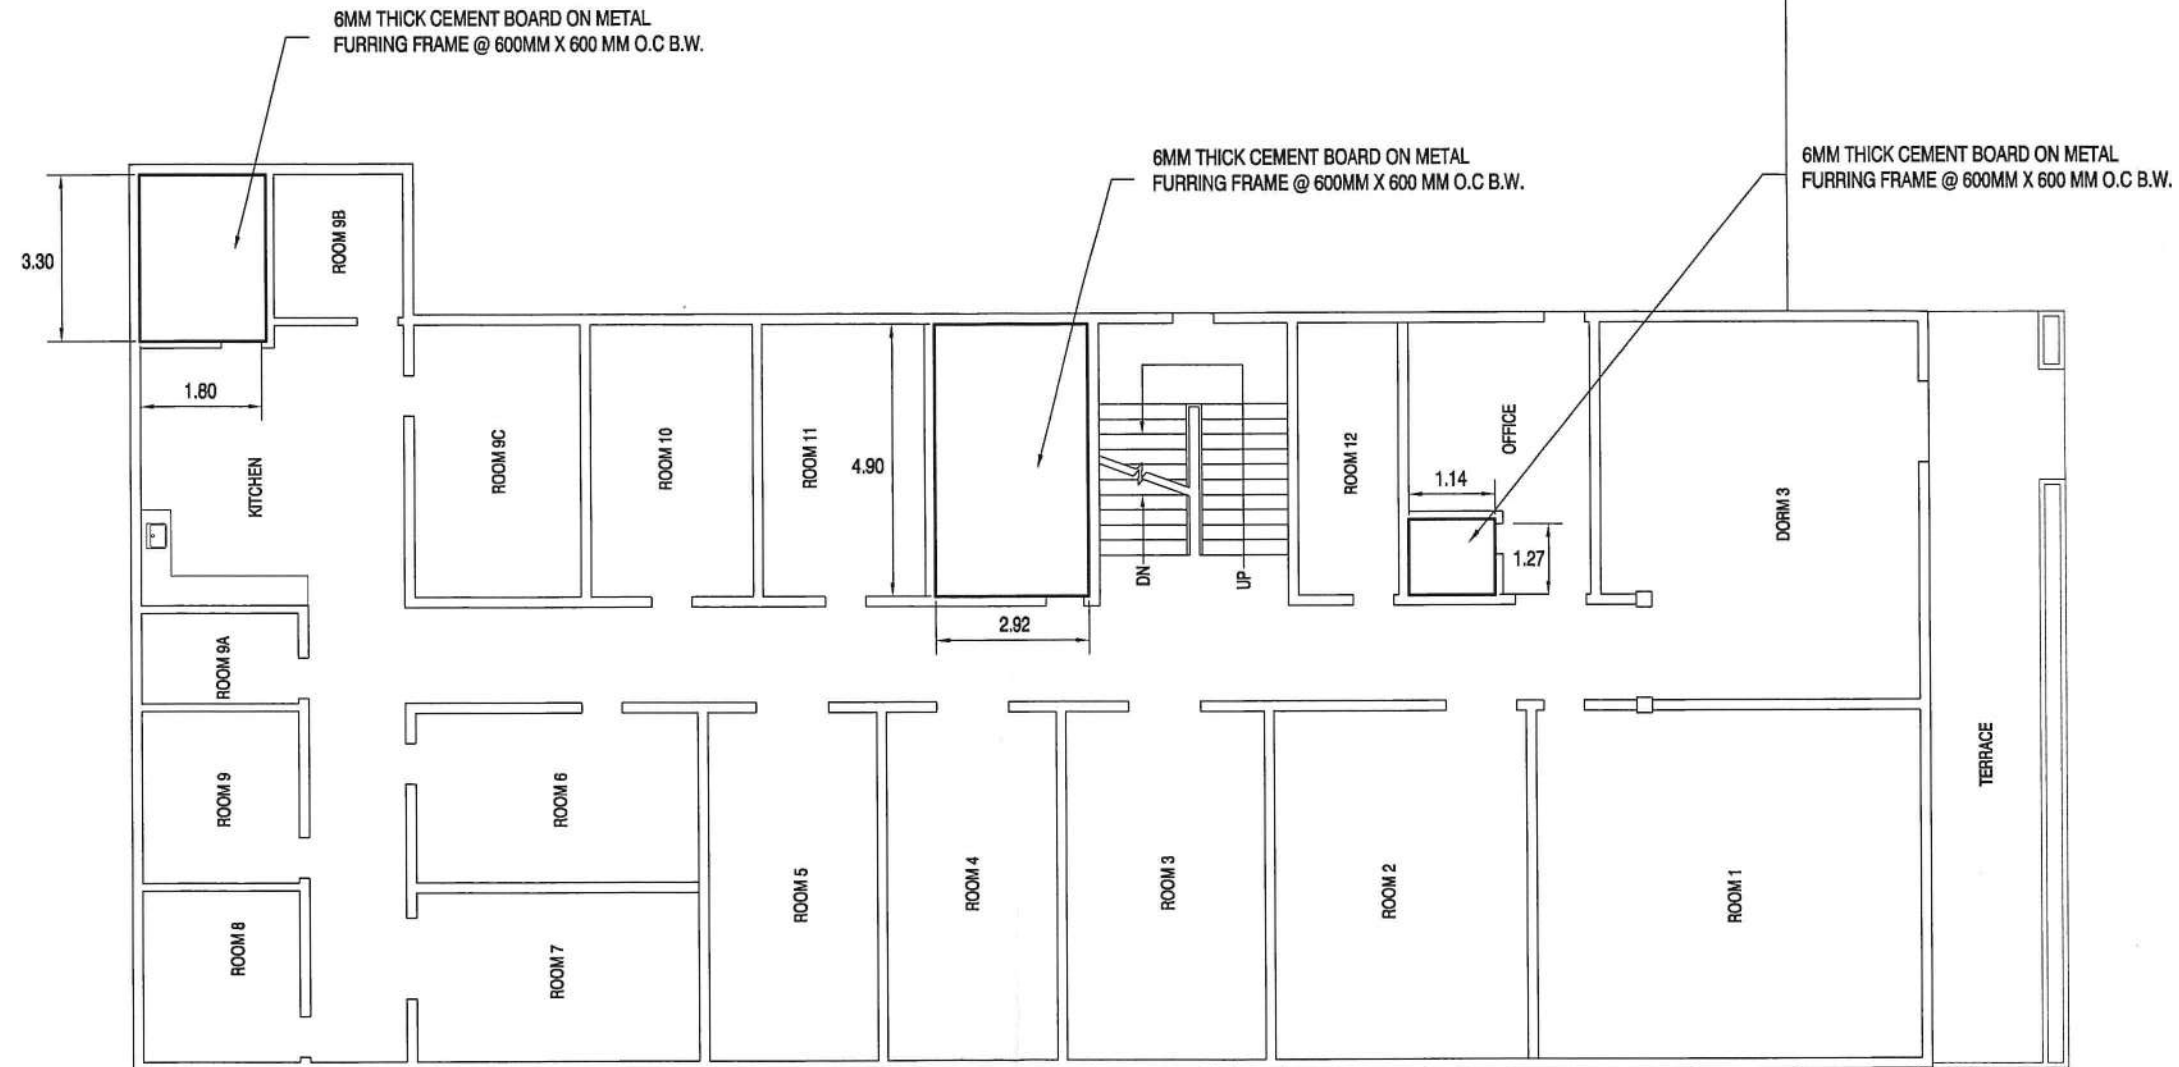 6MM THICK CEMENT BOARD ON METAL
FURRING FRAME @ 600MM X 600 MM O.C B.W.
6MM THICK CEMENT BOARD ON METAL
FURRING FRAME @ 600MM X 600 MM O.C B.W.
6MM THICK CEMENT BOARD ON METAL
FURRING FRAME @ 600MM X 600 MM O.C B.W.
3.30
ROOM 9B
1.80
KITCHEN
ROOM 9C
ROOM 10
ROOM 11
4.90
2.92
DN
UP
ROOM 12
OFFICE
1.14
1.27
DORM 3
ROOM 9A
ROOM 9
ROOM 8
ROOM 6
ROOM 7
ROOM 5
ROOM 4
ROOM 3
ROOM 2
ROOM 1
TERRACE